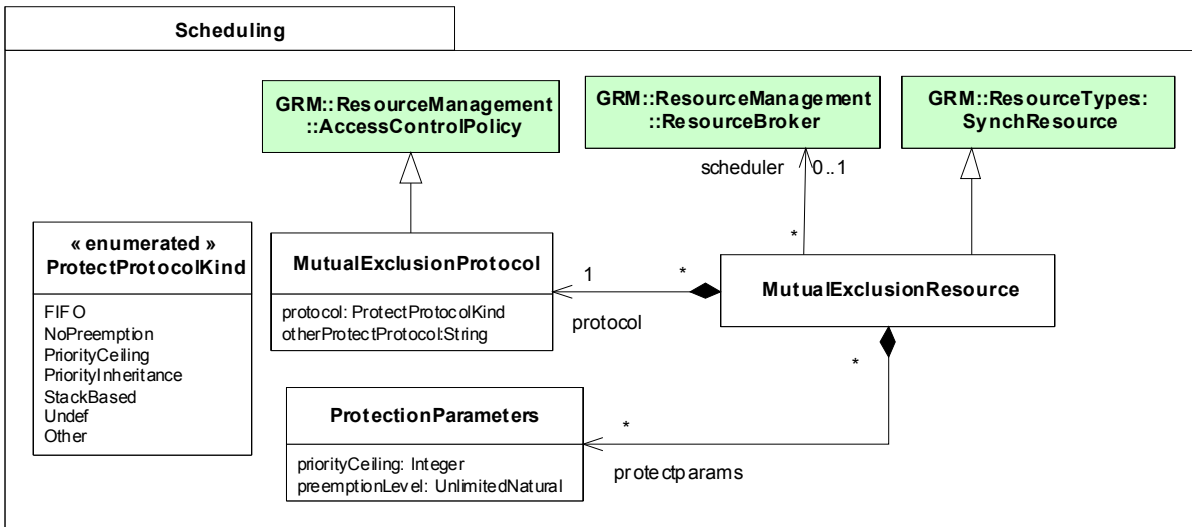 Scheduling
GRM::ResourceManagement
::AccessControlPolicy
GRM::ResourceManagement
::ResourceBroker
GRM::ResourceTypes::
SynchResource
scheduler
0..1
*
« enumerated »
ProtectProtocolKind
FIFO
NoPreemption
PriorityCeiling
PriorityInheritance
StackBased
Undef
Other
MutualExclusionProtocol
protocol: ProtectProtocolKind
otherProtectProtocol:String
1
*
protocol
MutualExclusionResource
*
ProtectionParameters
priorityCeiling: Integer
preemptionLevel: UnlimitedNatural
*
protectparams